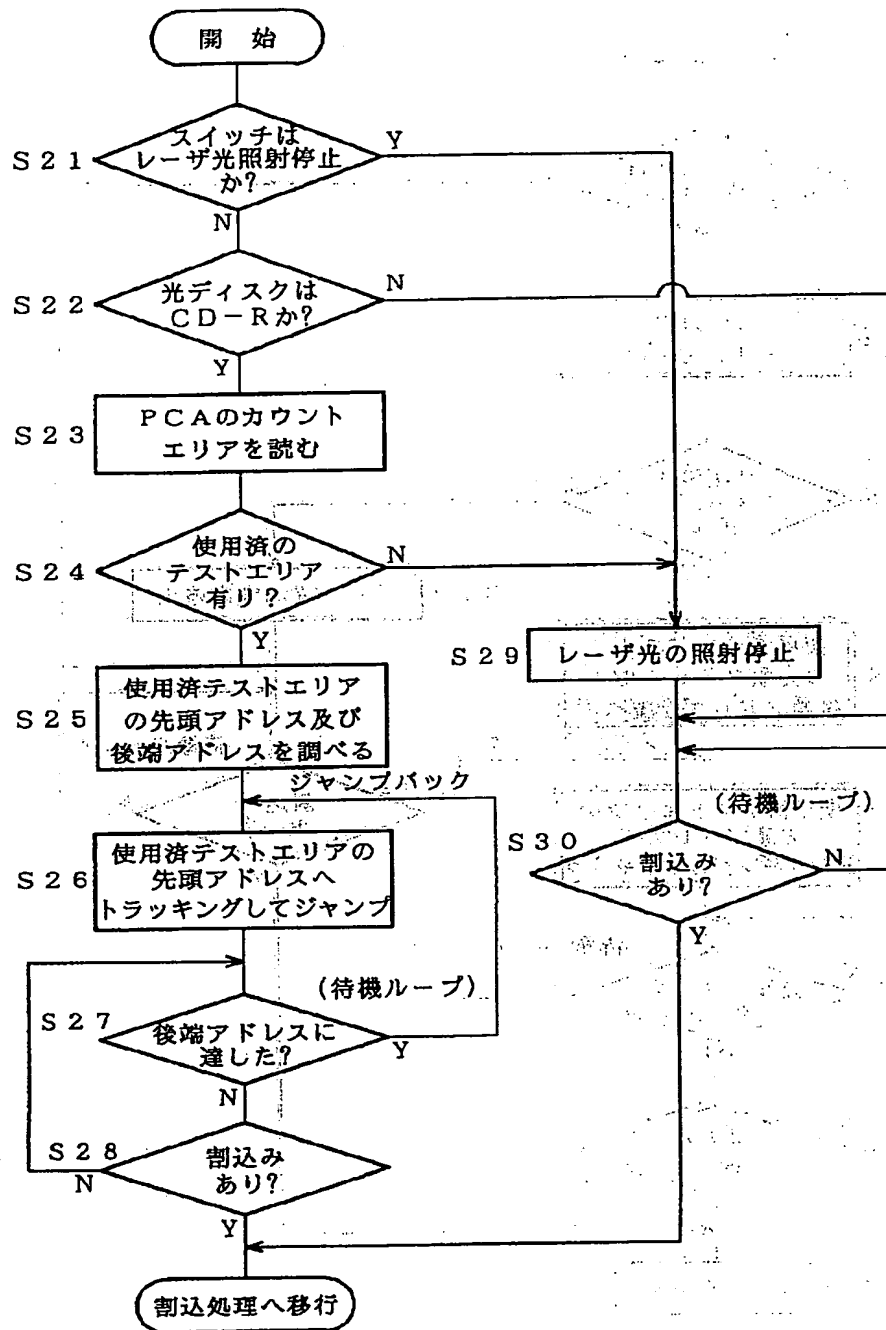 開 始
S21
スイッチは
レーザ光照射停止
か?
Y
N
S22
光ディスクは
CD-Rか?
N
Y
S23
PCAのカウント
エリアを読む
S24
使用済の
テストエリア
有り?
N
Y
S25
使用済テストエリア
の先頭アドレス及び
後端アドレスを調べる
ジャンプバック
S26
使用済テストエリアの
先頭アドレスへ
トラッキングしてジャンプ
(待機ループ)
S27
後端アドレスに
達した?
Y
N
S28
割込み
あり?
N
Y
S29
レーザ光の照射停止
(待機ループ)
S30
割込み
あり?
N
Y
割込処理へ移行